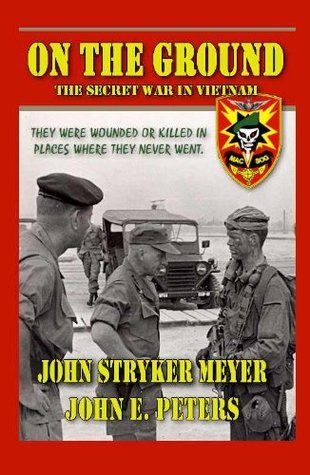 ON THE GROUND
THE SECRET WAR IN VIETNAM
THEY WERE WOUNDED OR KILLED IN
PLACES WHERE THEY NEVER WENT.
MAC SOG
JOHN STRYKER MEYER
JOHN E. PETERS